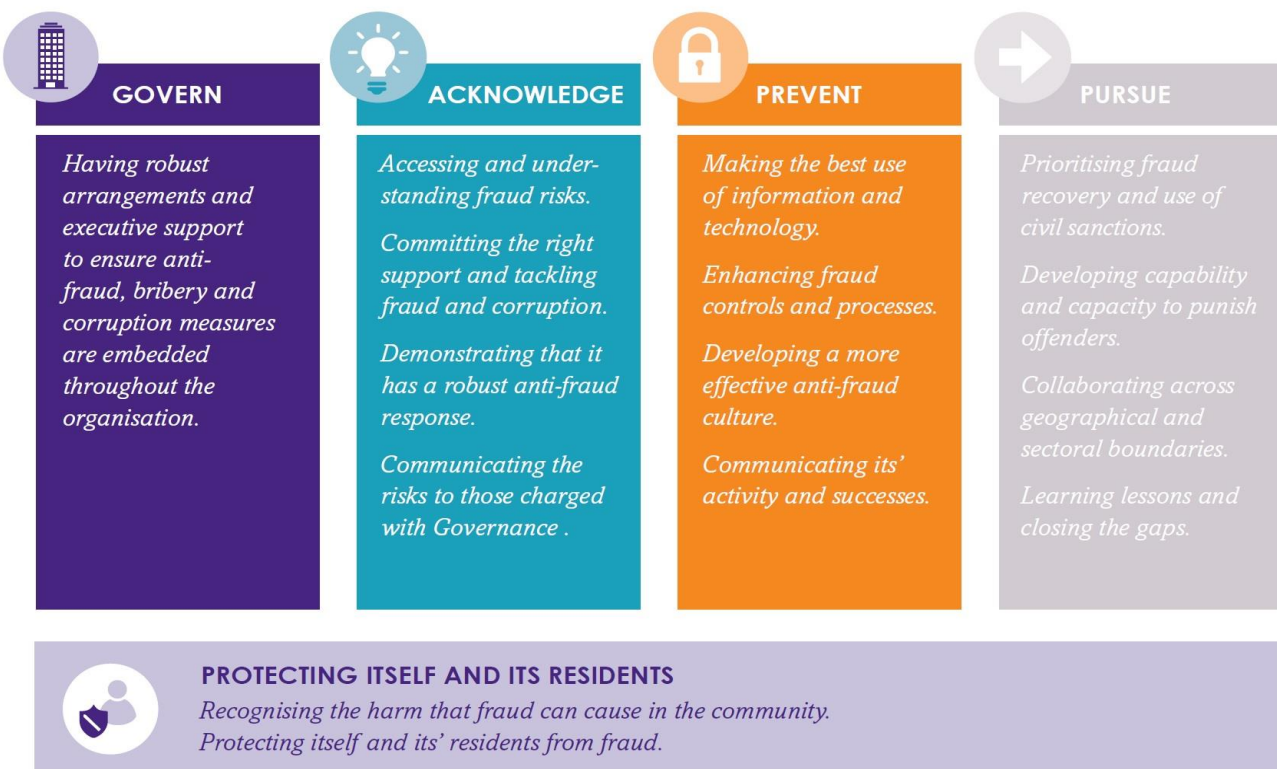 GOVERN
Having robust
arrangements and
executive support
to ensure anti-
fraud, bribery and
corruption measures
are embedded
throughout the
organisation.
ACKNOWLEDGE
Accessing and under-
standing fraud risks.
Committing the right
support and tackling
fraud and corruption.
Demonstrating that it
has a robust anti-fraud
response.
Communicating the
risks to those charged
with Governance .
PREVENT
Making the best use
of information and
technology.
Enhancing fraud
controls and processes.
Developing a more
effective anti-fraud
culture.
Communicating its’
activity and successes.
PURSUE
Prioritising fraud
recovery and use of
civil sanctions.
Developing capability
and capacity to punish
offenders.
Collaborating across
geographical and
sectoral boundaries.
Learning lessons and
closing the gaps.
PROTECTING ITSELF AND ITS RESIDENTS
Recognising the harm that fraud can cause in the community.
Protecting itself and its’ residents from fraud.